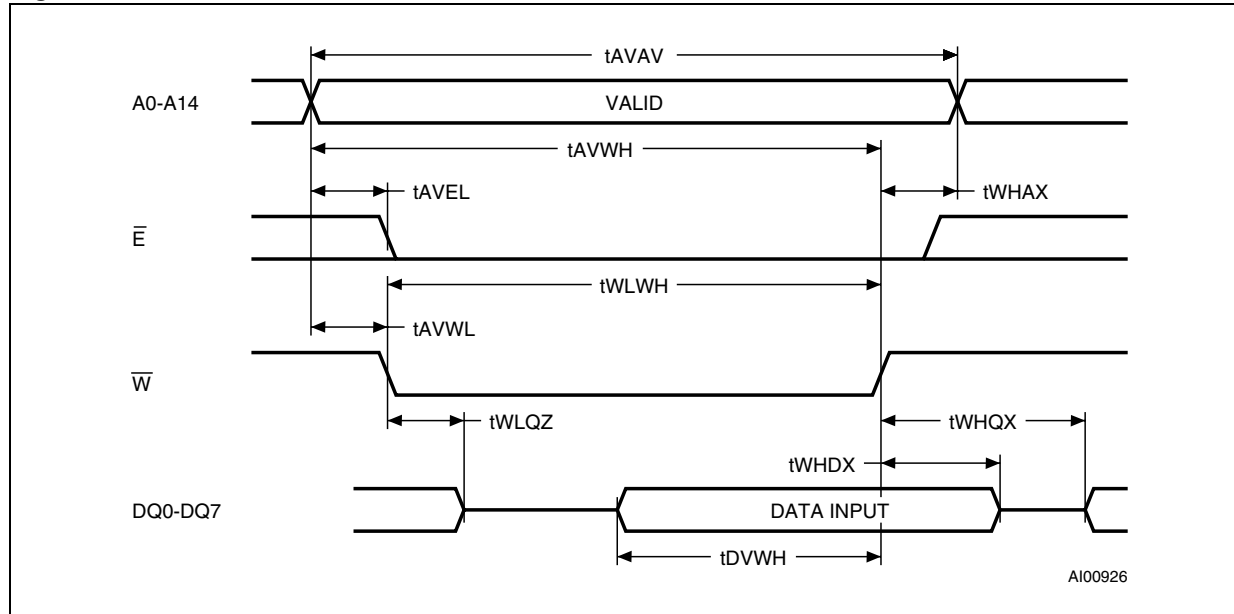 tAVAV
A0-A14
VALID
tAVWH
tAVEL
tWHAX
E̅
tWLWH
tAVWL
W̅
tWLQZ
tWHQX
tWHDX
DQ0-DQ7
DATA INPUT
tDVWH
AI00926